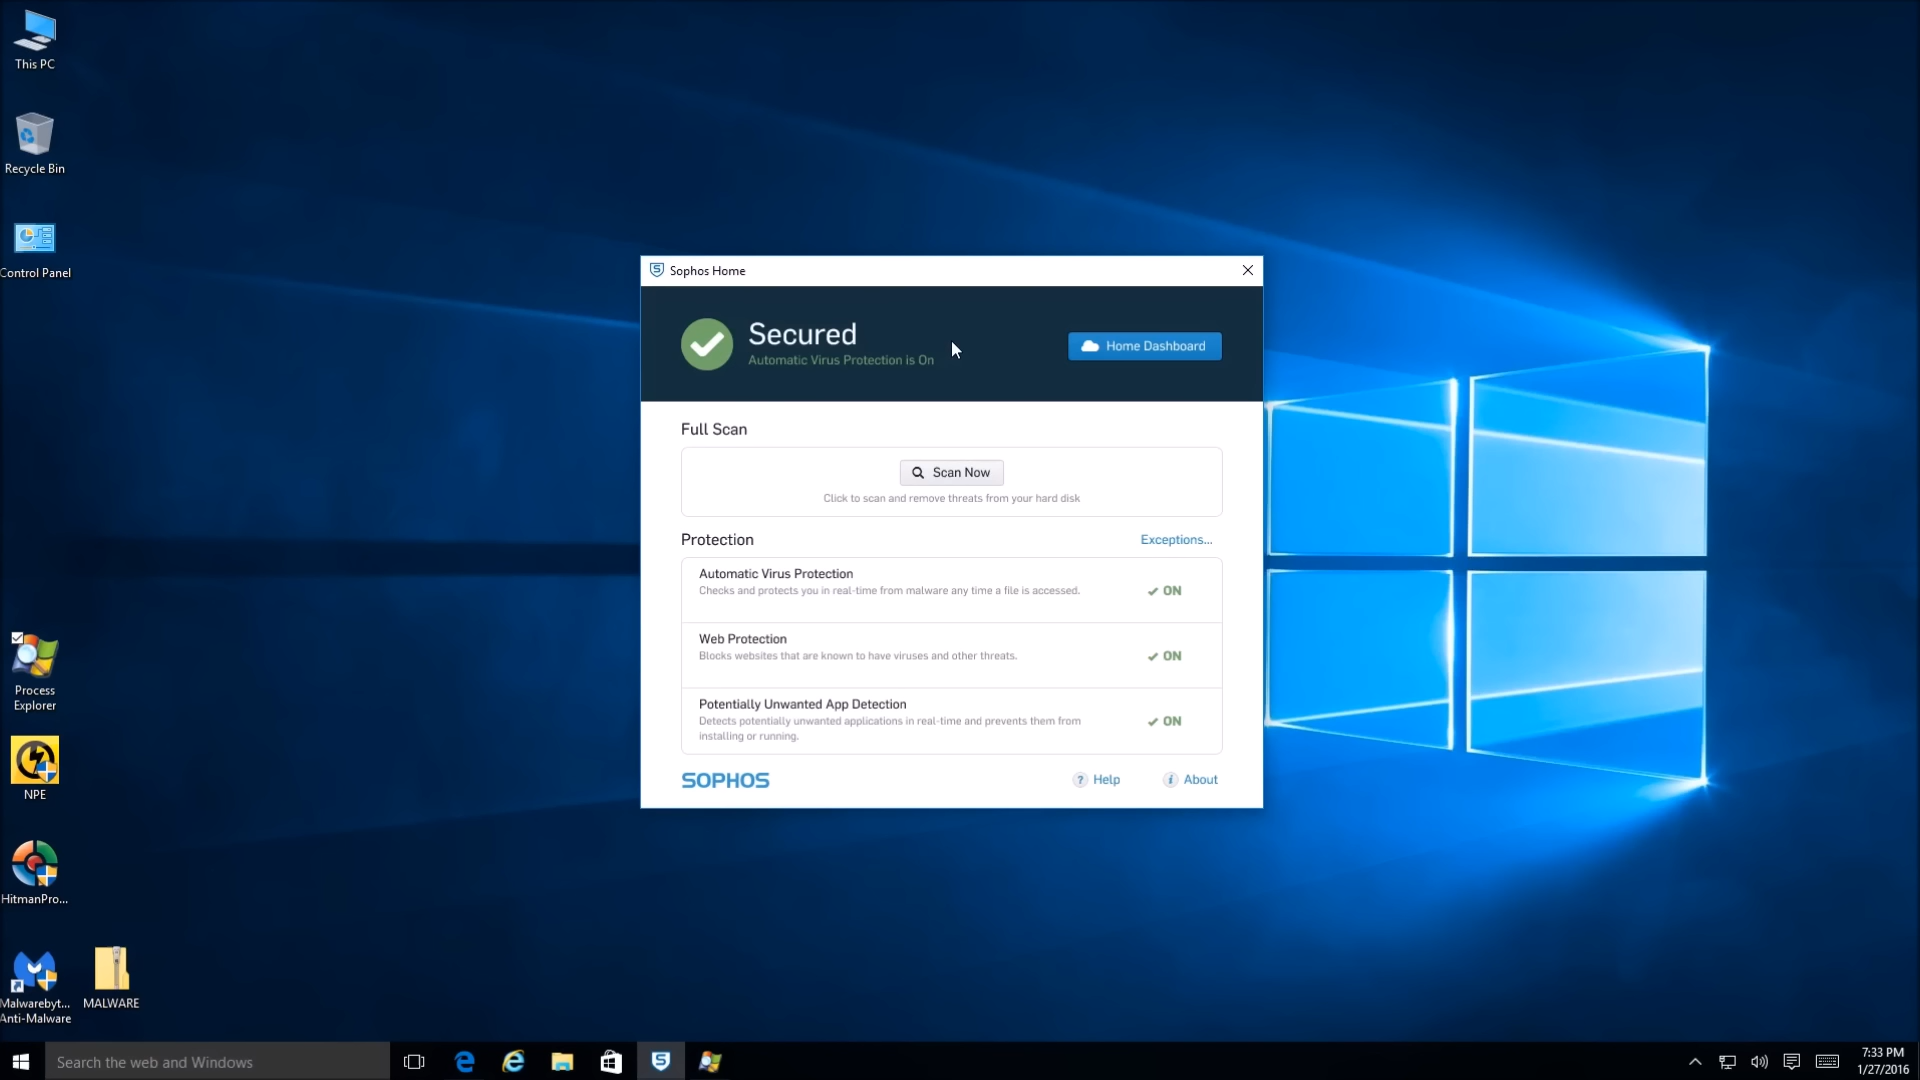 This PC
Recycle Bin
Control Panel
Process
Explorer
NPE
HitmanPro...
Malwarebyt...
Anti-Malware
MALWARE
Sophos Home
Secured
Automatic Virus Protection is On
Home Dashboard
Full Scan
Scan Now
Click to scan and remove threats from your hard disk
Protection
Exceptions...
Automatic Virus Protection
Checks and protects you in real-time from malware any time a file is accessed.
ON
Web Protection
Blocks websites that are known to have viruses and other threats.
ON
Potentially Unwanted App Detection
Detects potentially unwanted applications in real-time and prevents them from
installing or running.
ON
SOPHOS
Help
About
Search the web and Windows
7:33 PM
1/27/2016